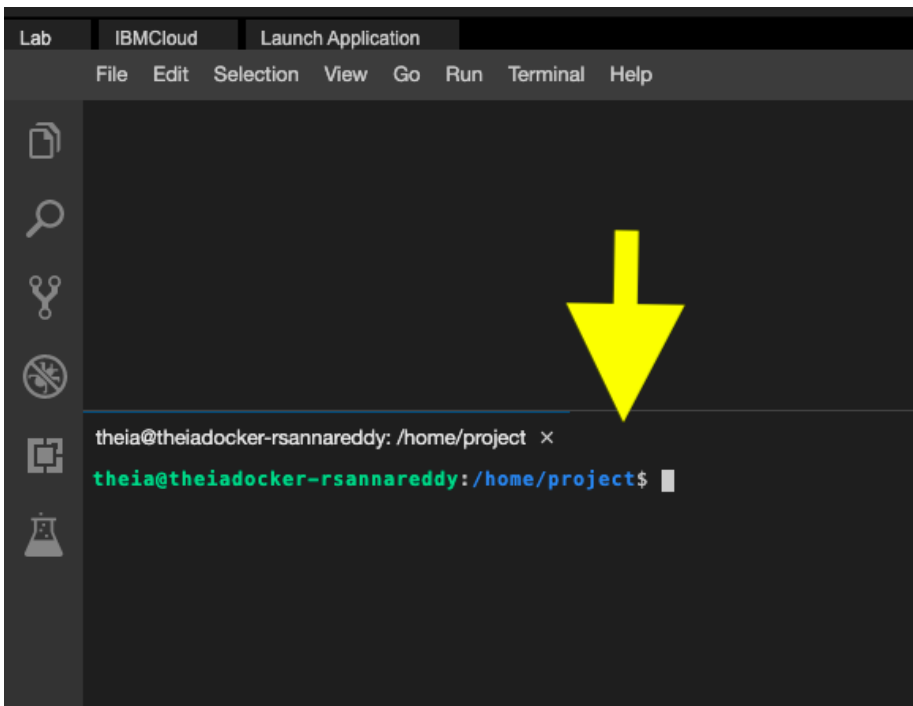 Lab IBMCloud Launch Application
File Edit Selection View Go Run Terminal Help
theia@theiadocker-rsannareddy: /home/project ×
theia@theiadocker-rsannareddy:/home/project$